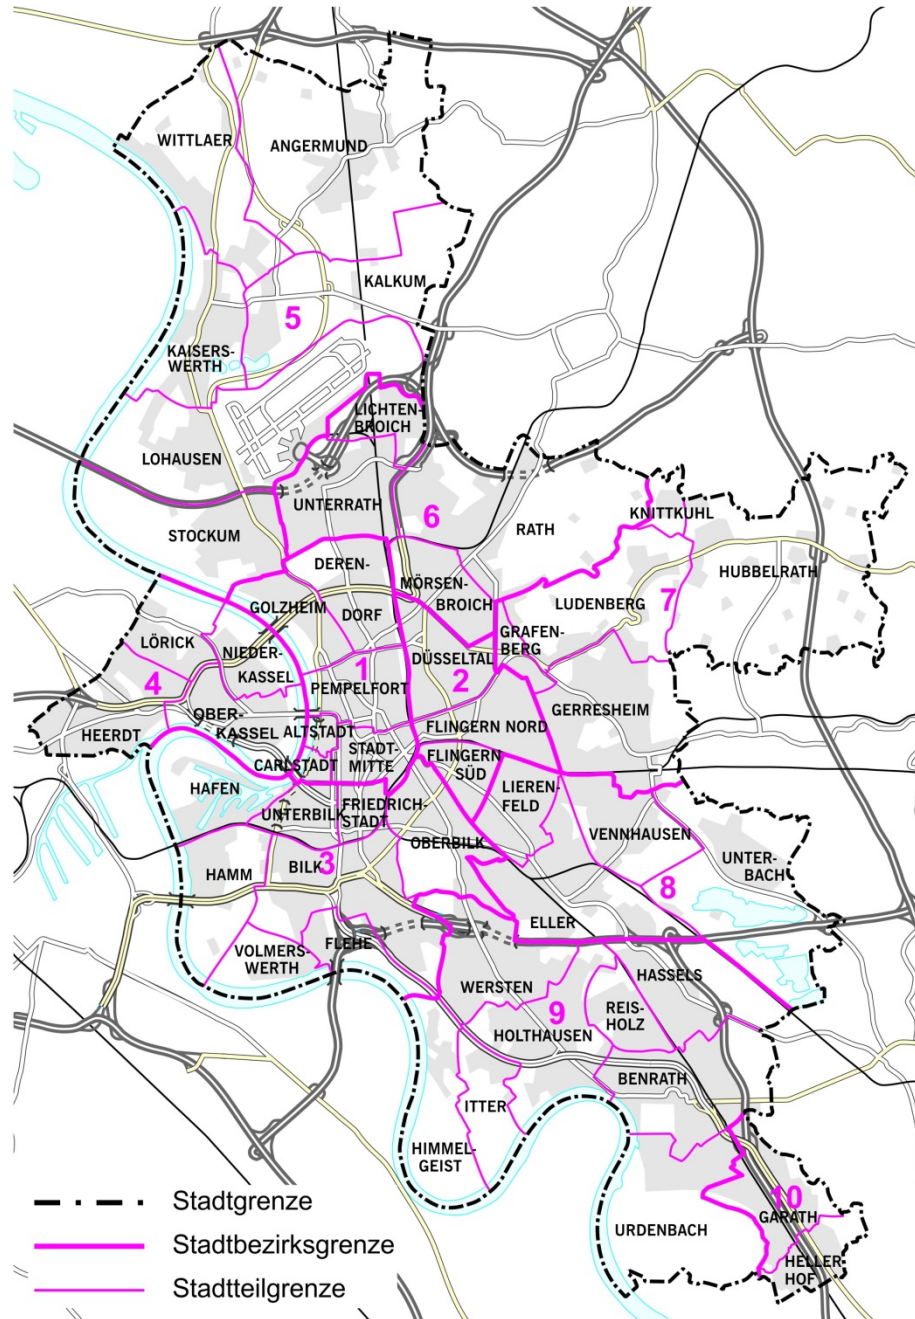 WITTLAER
ANGERMUND
KALKUM
5
KAISERS-
WERTH
LICHTEN-
BROICH
LOHAUSEN
UNTERRATH
6
KNITTKUHL
STOCKUM
RATH
DEREN-
HUBBELRATH
MÖRSEN-
BROICH
GOLZHEIM
DORF
LUDENBERG
7
LÖRICK
GRAFEN-
BERG
NIEDER-
KASSEL
1
DÜSSELTAL
4
PEMPELFORT
2
GERRESHEIM
OBER-
KASSEL
HEERDT
ALTSTADT
FLINGERN NORD
STADT-
MITTE
FLINGERN
SÜD
CARLSTADT
HAFEN
LIEREN-
FELD
UNTERBILK
FRIEDRICH-
STADT
VENNHAUSEN
OBERBILK
UNTER-
BACH
HAMM
BILK
3
8
ELLER
VOLMERS-
WERTH
FLEHE
HASSELS
WERSTEN
9
REIS-
HOLZ
HOLTHAUSEN
BENRATH
ITTER
HIMMEL-
GEIST
10
GARATH
URDENBACH
HELLER
HOF
Stadtgrenze
Stadtbezirksgrenze
Stadtteilgrenze